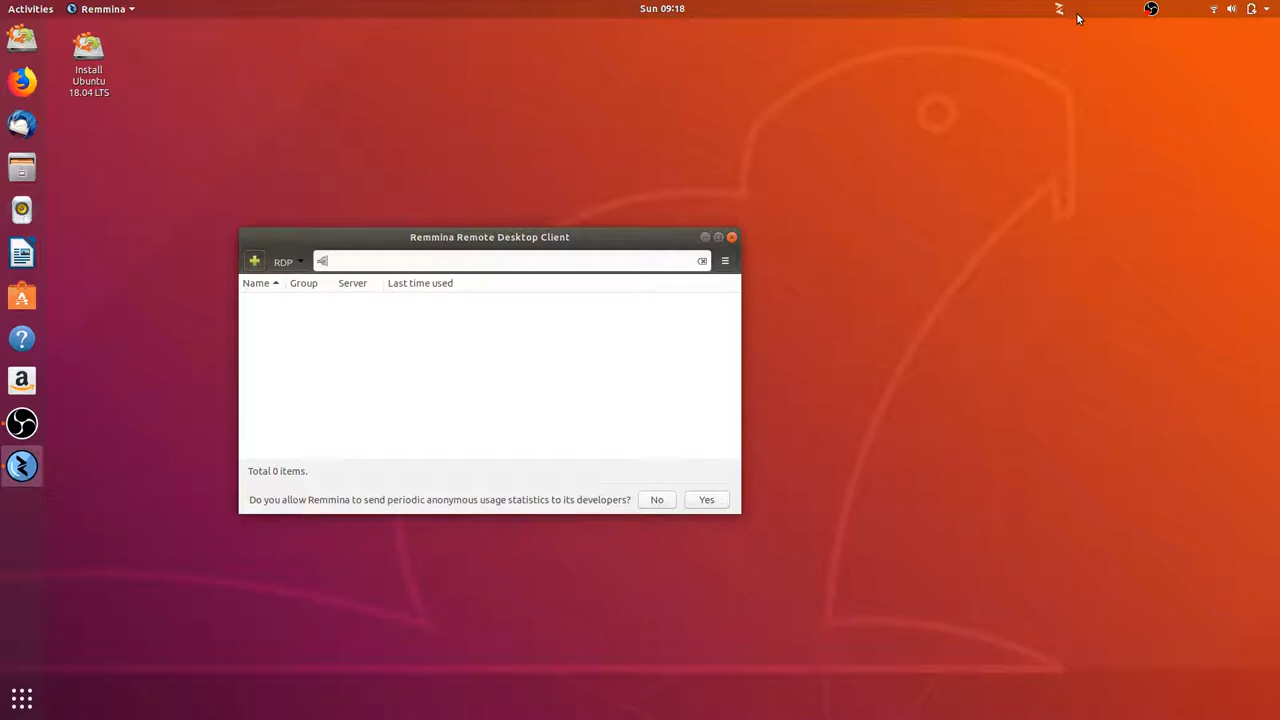 Activities
Remmina
Sun 09:18
Install
Ubuntu
18.04 LTS
Remmina Remote Desktop Client
RDP
Name
Group
Server
Last time used
Total 0 items.
Do you allow Remmina to send periodic anonymous usage statistics to its developers?
No
Yes